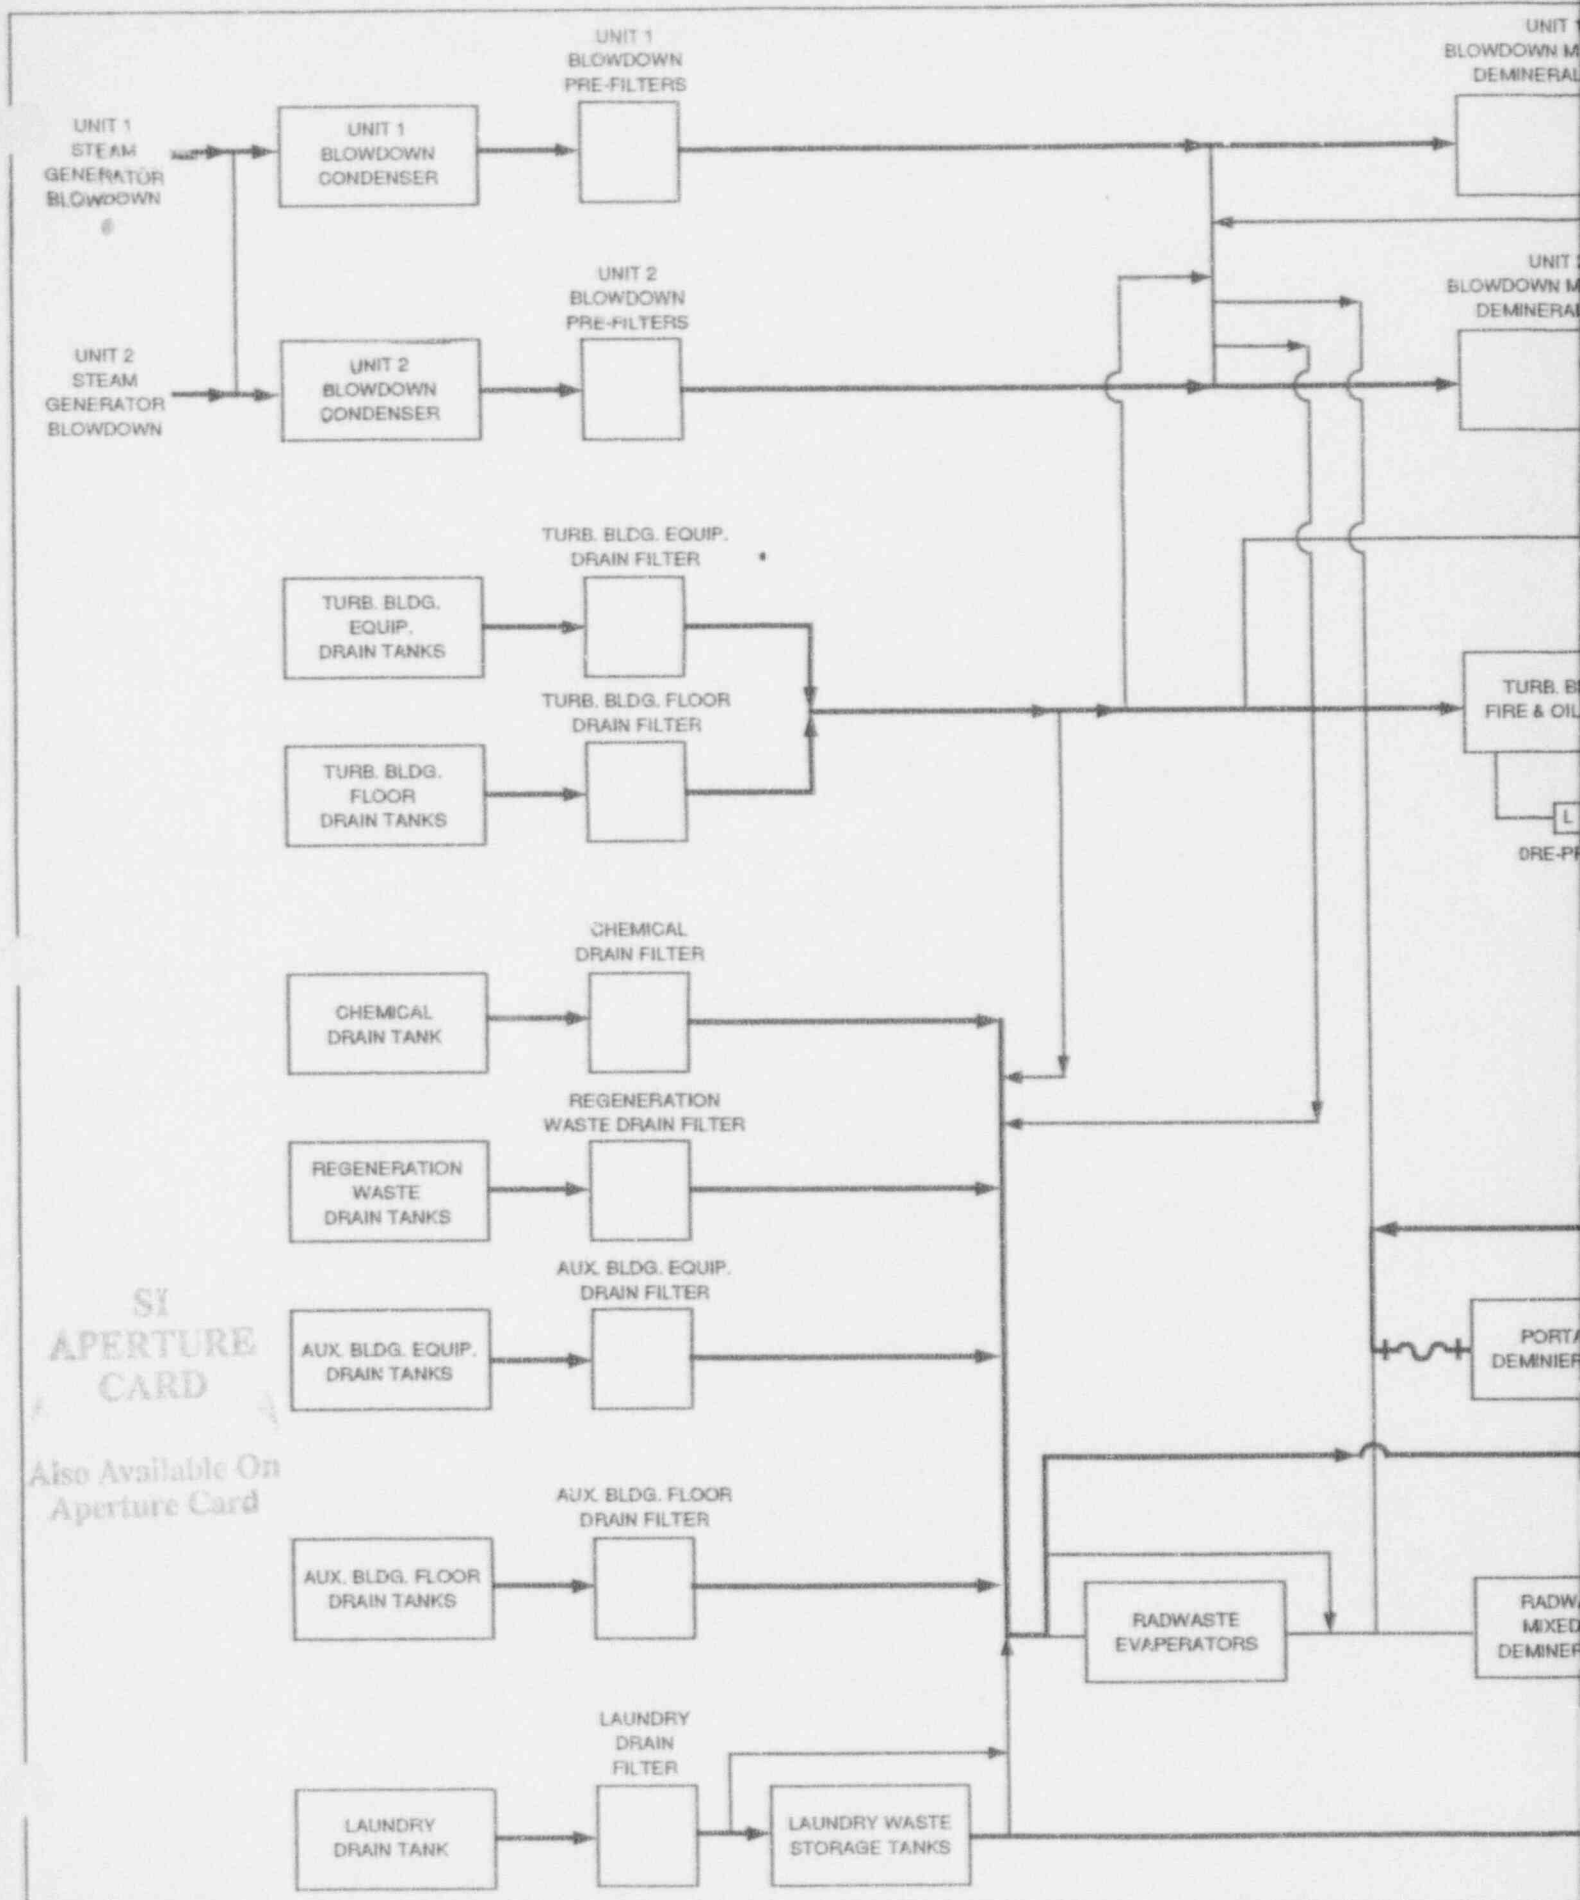 UNIT 1
BLOWDOWN
PRE-FILTERS
UNIT
BLOWDOWN M
DEMINERAL
UNIT 1
STEAM
GENERATOR
BLOWDOWN
UNIT 1
BLOWDOWN
CONDENSER
UNIT 2
BLOWDOWN
PRE-FILTERS
UNIT
BLOWDOWN M
DEMINERAL
UNIT 2
STEAM
GENERATOR
BLOWDOWN
UNIT 2
BLOWDOWN
CONDENSER
TURB. BLDG. EQUIP.
DRAIN FILTER
TURB. BLDG.
EQUIP.
DRAIN TANKS
TURB. BLDG. FLOOR
DRAIN FILTER
TURB. B
FIRE & OIL
TURB. BLDG.
FLOOR
DRAIN TANKS
L
ORE-PR
CHEMICAL
DRAIN FILTER
CHEMICAL
DRAIN TANK
REGENERATION
WASTE DRAIN FILTER
REGENERATION
WASTE
DRAIN TANKS
AUX. BLDG. EQUIP.
DRAIN FILTER
AUX. BLDG. EQUIP.
DRAIN TANKS
PORTA
DEMINIER
SI
APERTURE
CARD
Also Available On
Aperture Card
AUX. BLDG. FLOOR
DRAIN FILTER
AUX. BLDG. FLOOR
DRAIN TANKS
RADWASTE
EVAPERATORS
RADWA
MIXED
DEMINER
LAUNDRY
DRAIN
FILTER
LAUNDRY
DRAIN TANK
LAUNDRY WASTE
STORAGE TANKS